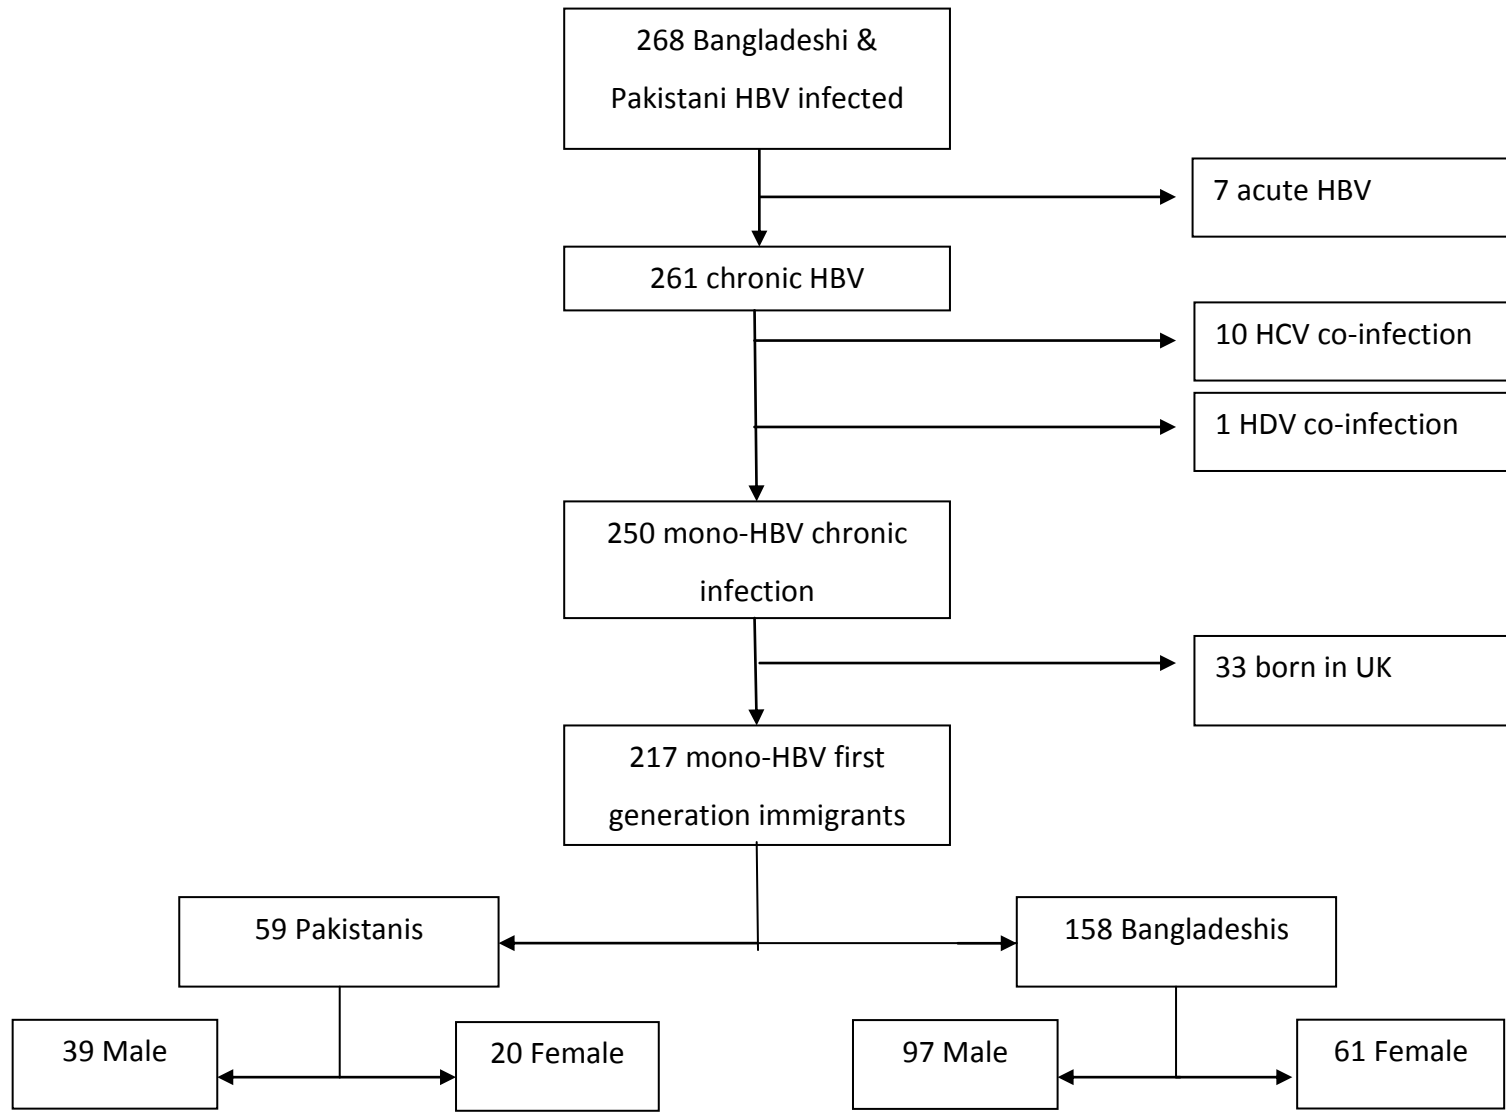 268 Bangladeshi &
Pakistani HBV infected
7 acute HBV
261 chronic HBV
10 HCV co-infection
1 HDV co-infection
250 mono-HBV chronic
infection
33 born in UK
217 mono-HBV first
generation immigrants
59 Pakistanis
158 Bangladeshis
39 Male
20 Female
97 Male
61 Female